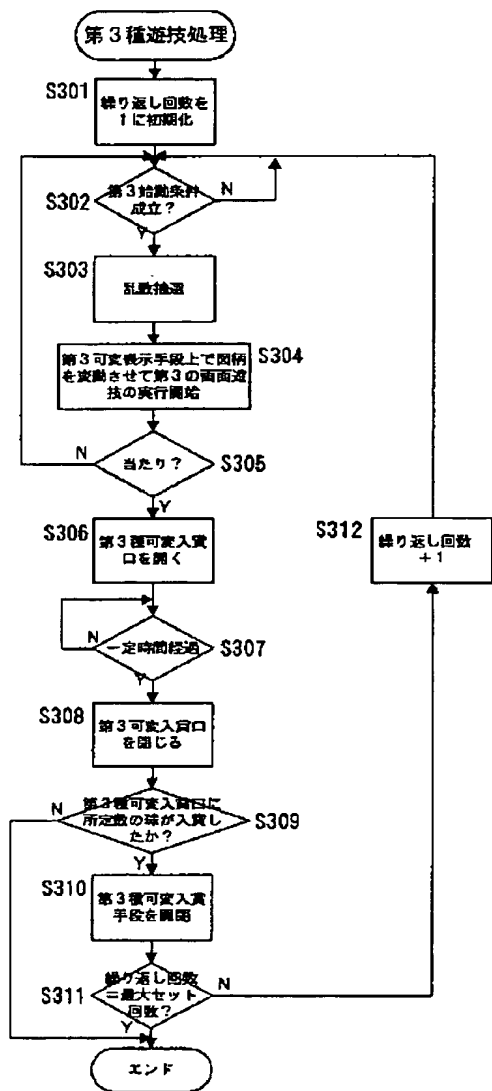 第3種遊技処理
S301
繰り返し回数を
1に初期化
S302
第3始動条件
成立?
N
Y
S303
乱数抽選
S304
第3可変表示手段上で図柄
を変動させて第3の画面遊
技の実行開始
N
当たり?
S305
Y
S306
第3種可変入賞
口を開く
S312
繰り返し回数
+1
N
一定時間経過
S307
Y
S308
第3可変入賞口
を閉じる
N
第3種可変入賞口に
所定数の球が入賞し
たか?
S309
Y
S310
第3種可変入賞
手段を開閉
S311
繰り返し回数
=最大セット
回数?
N
Y
エンド